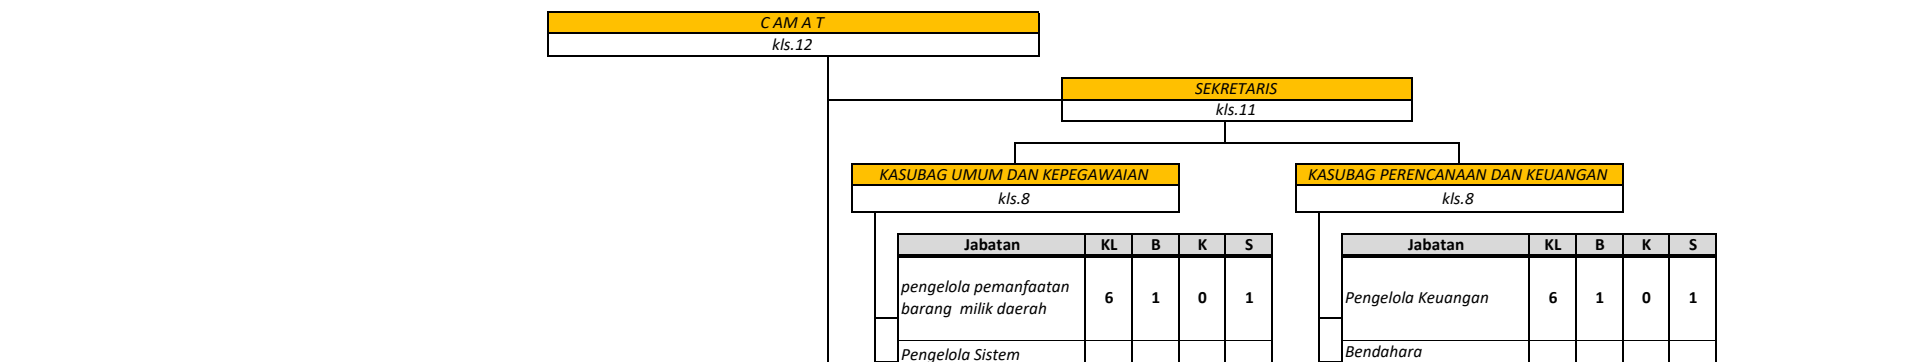 C AM A T
kls.12
SEKRETARIS
kls.11
KASUBAG UMUM DAN KEPEGAWAIAN
kls.8
KASUBAG PERENCANAAN DAN KEUANGAN
kls.8
Jabatan KL B K S
pengelola pemanfaatan
barang milik daerah 6 1 0 1
Pengelola Sistem
Jabatan KL B K S
Pengelola Keuangan 6 1 0 1
Bendahara